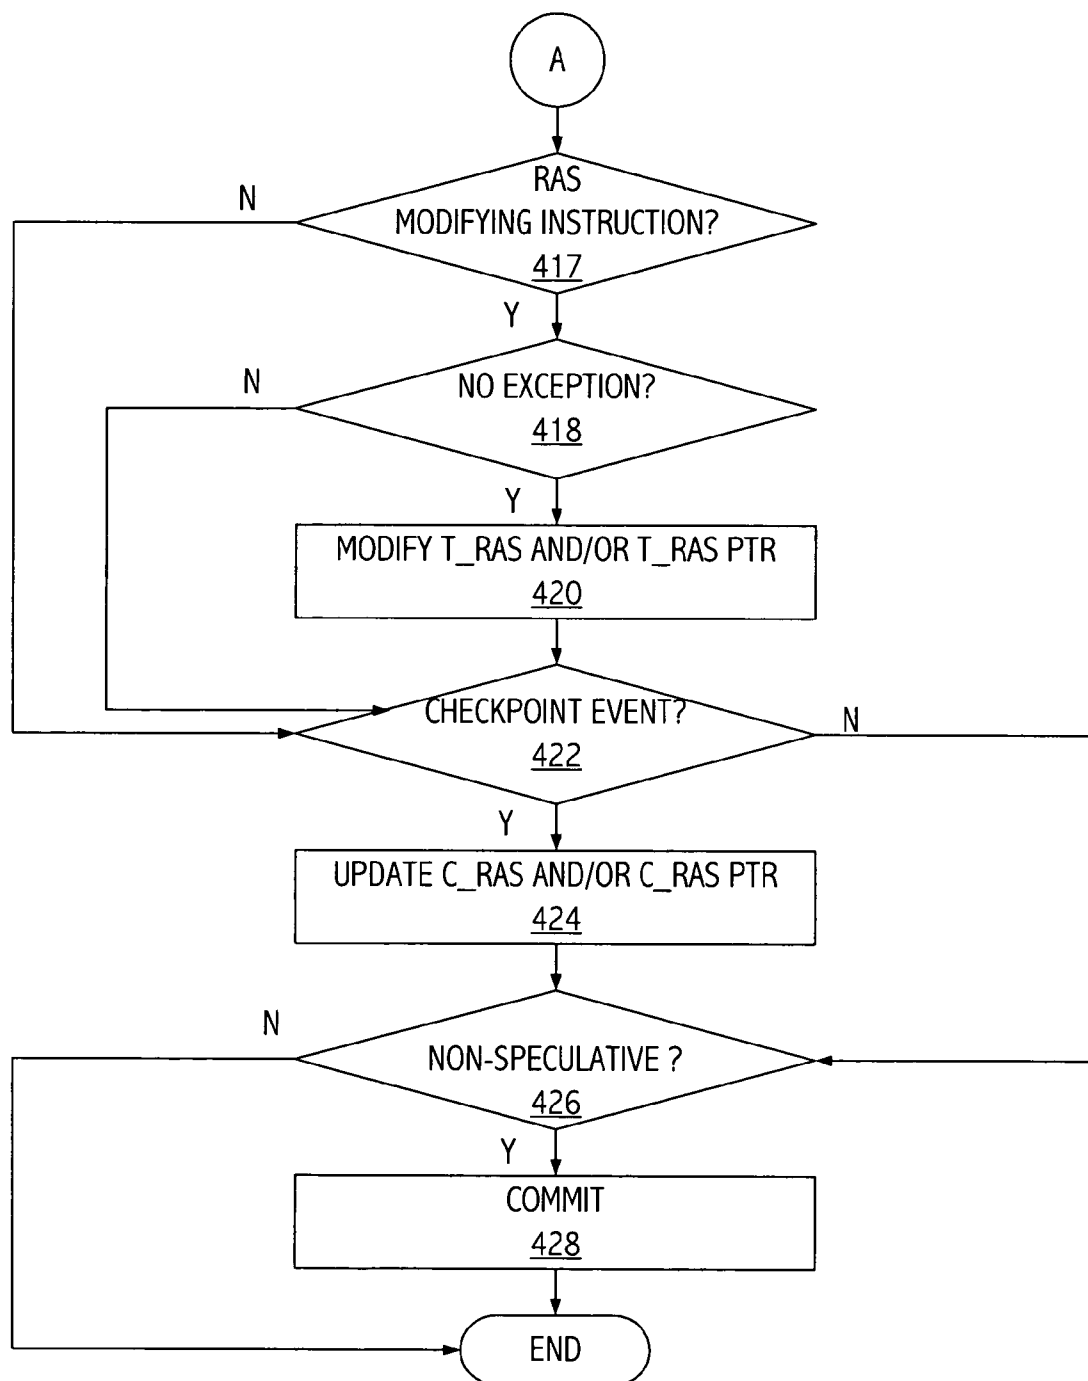 A
N
RAS
MODIFYING INSTRUCTION?
417
Y
N
NO EXCEPTION?
418
Y
MODIFY T_RAS AND/OR T_RAS PTR
420
CHECKPOINT EVENT?
N
422
Y
UPDATE C_RAS AND/OR C_RAS PTR
424
N
NON-SPECULATIVE ?
426
Y
COMMIT
428
END